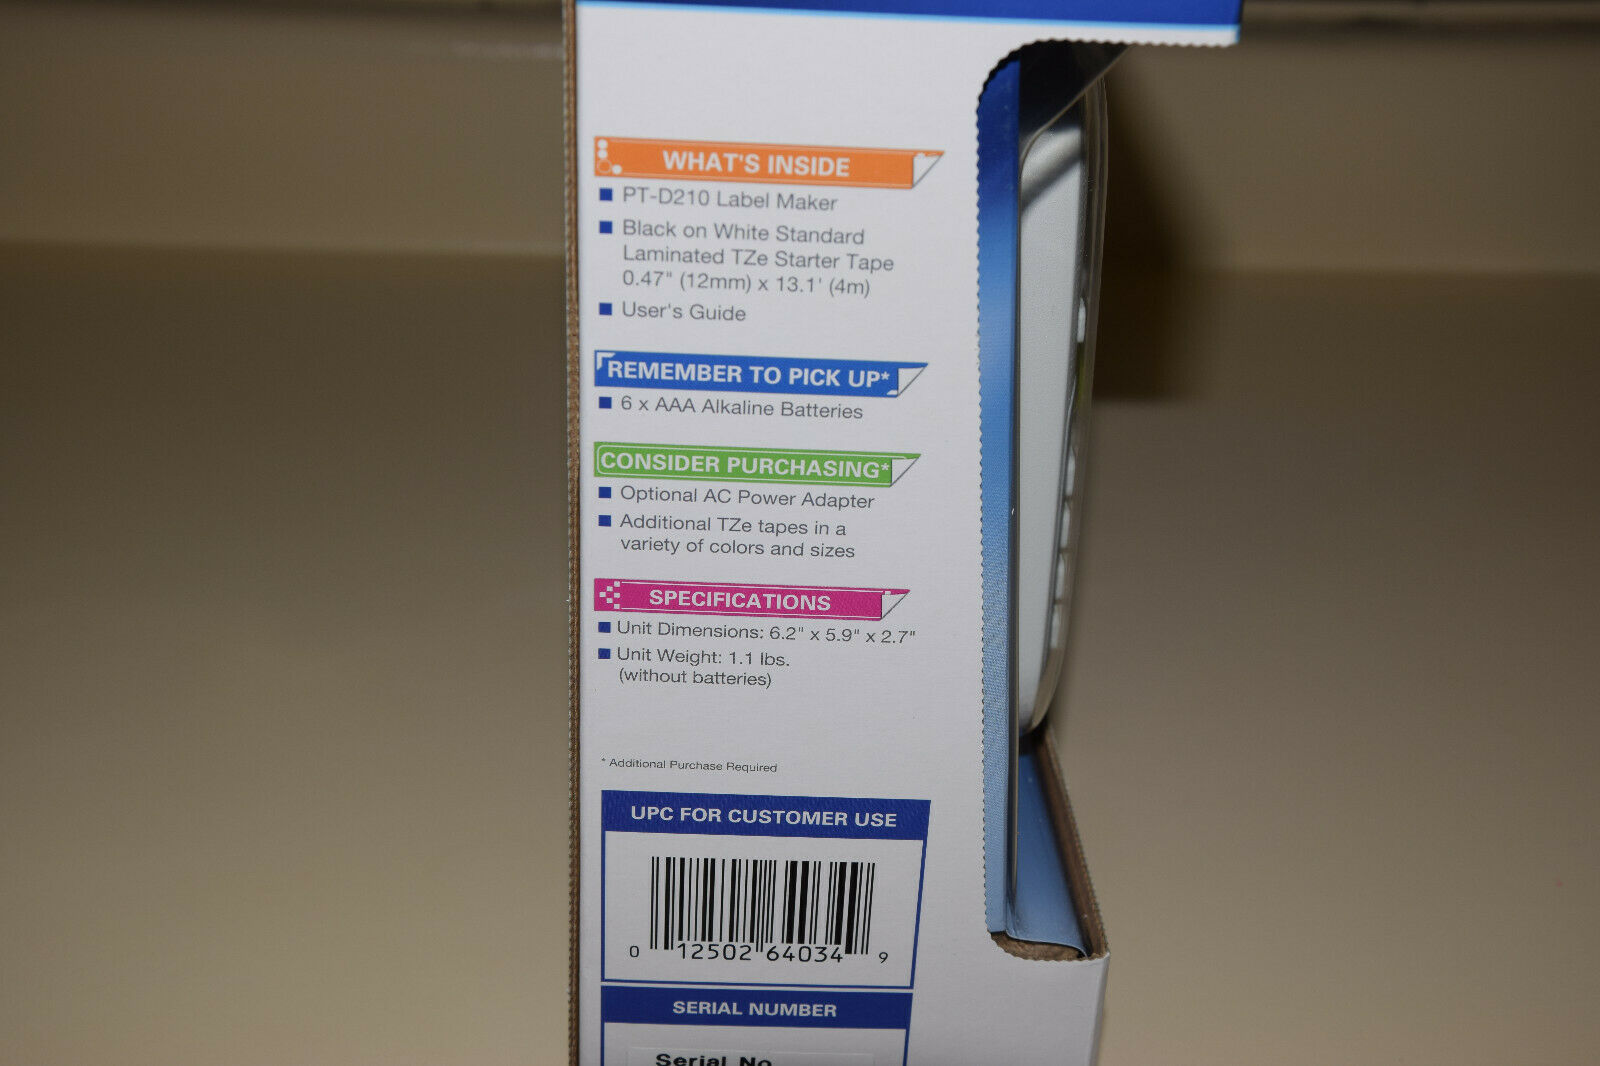 WHAT'S INSIDE
PT-D210 Label Maker
Black on White Standard
Laminated TZe Starter Tape
0.47" (12mm) x 13.1' (4m)
User's Guide
REMEMBER TO PICK UP*
6 x AAA Alkaline Batteries
CONSIDER PURCHASING*
Optional AC Power Adapter
Additional TZe tapes in a
variety of colors and sizes
SPECIFICATIONS
Unit Dimensions: 6.2" x 5.9" x 2.7"
Unit Weight: 1.1 lbs.
(without batteries)
* Additional Purchase Required
UPC FOR CUSTOMER USE
0 12502 64034 9
SERIAL NUMBER
Serial No